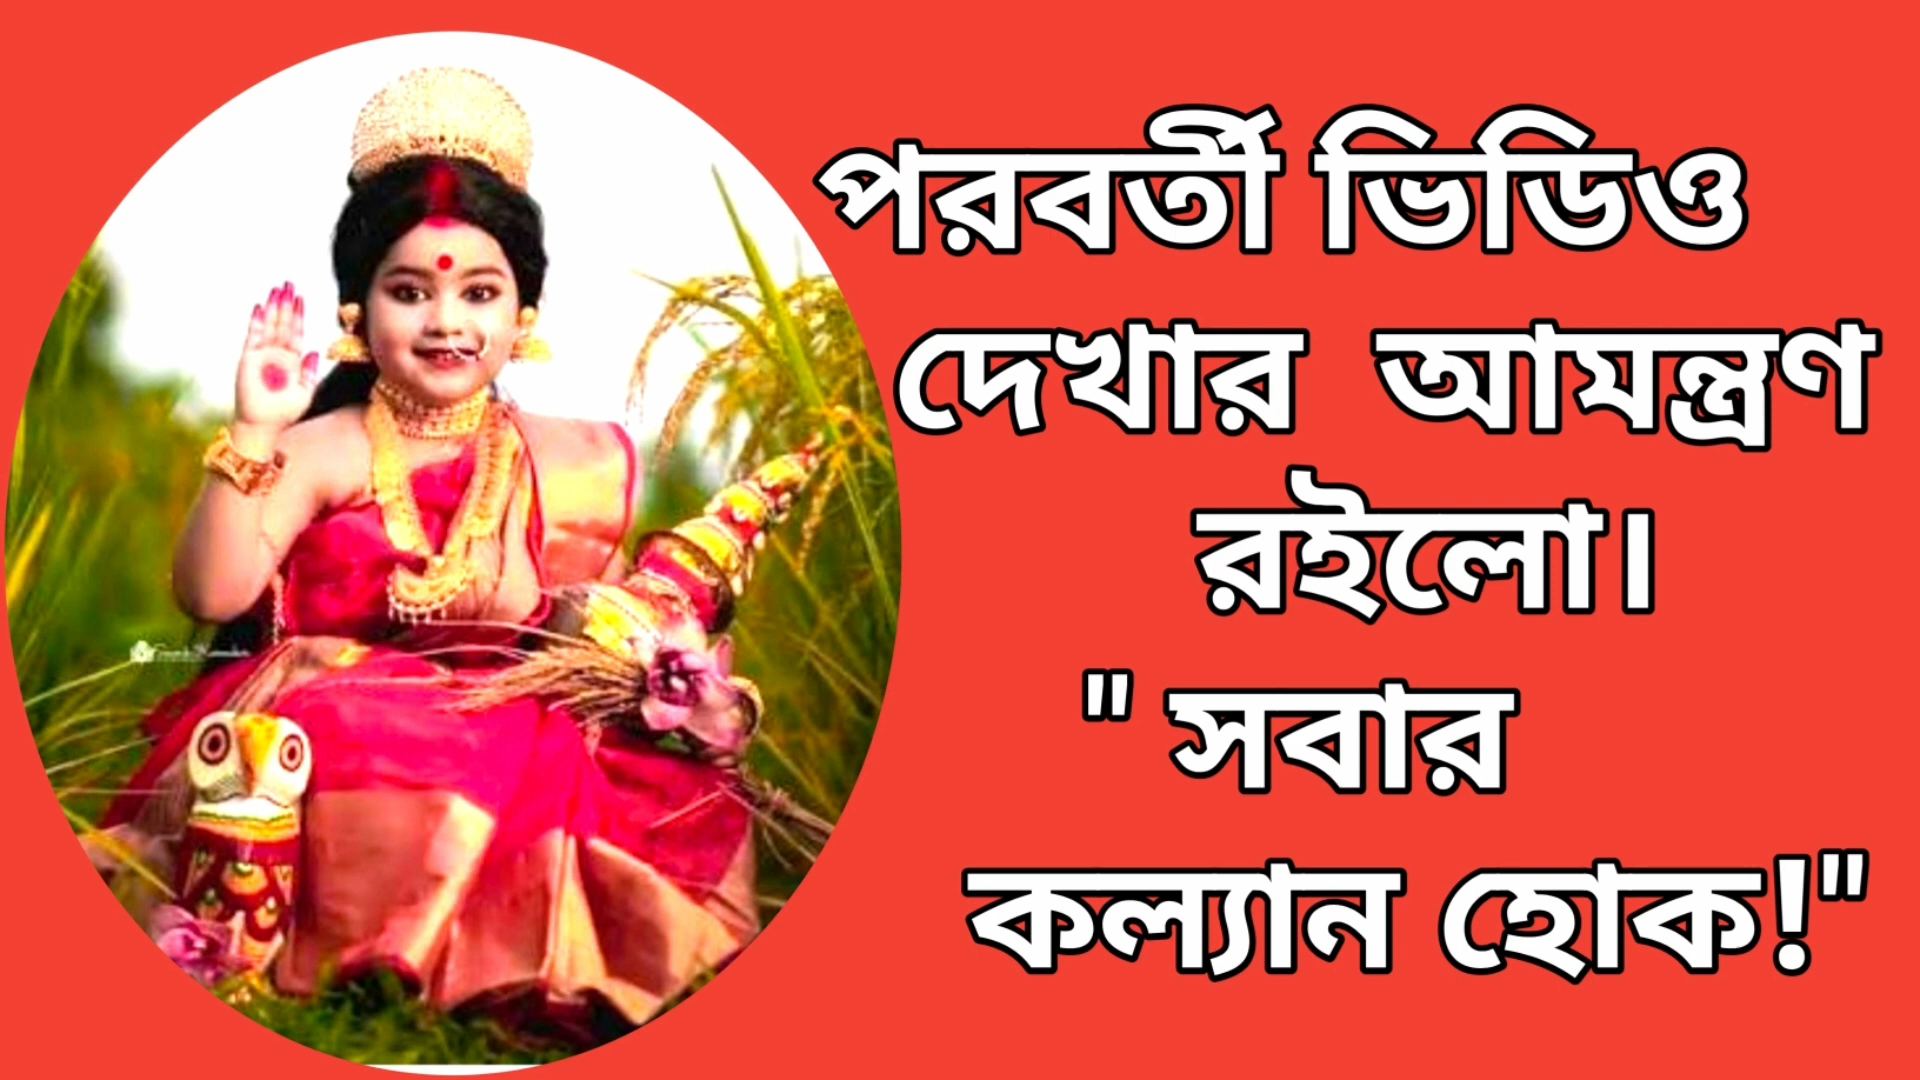 পরবর্তী ভিডিও
দেখার আমন্ত্রণ
রইলো।
" সবার
কল্যান হোক!"